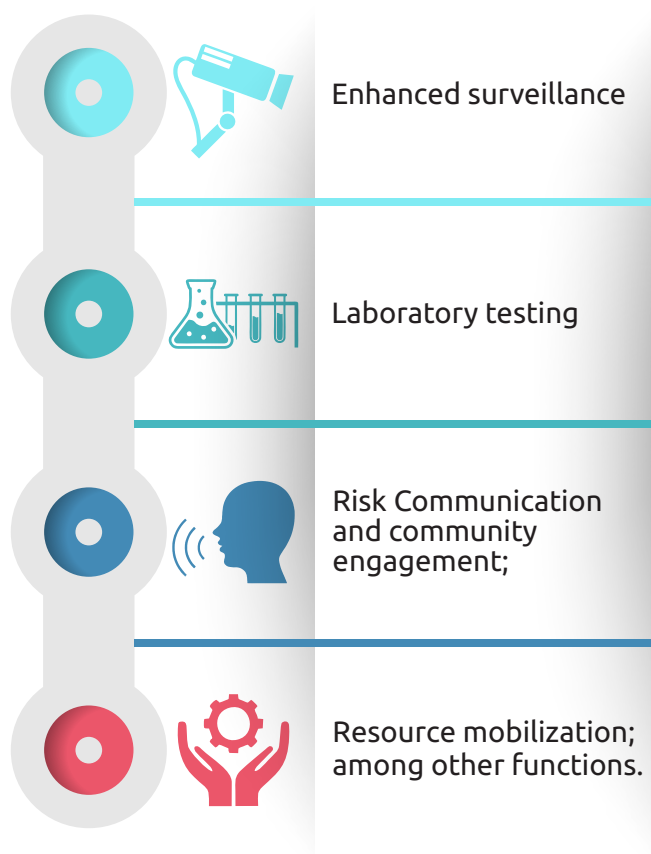 Enhanced surveillance
Laboratory testing
Risk Communication
and community
engagement;
Resource mobilization;
among other functions.